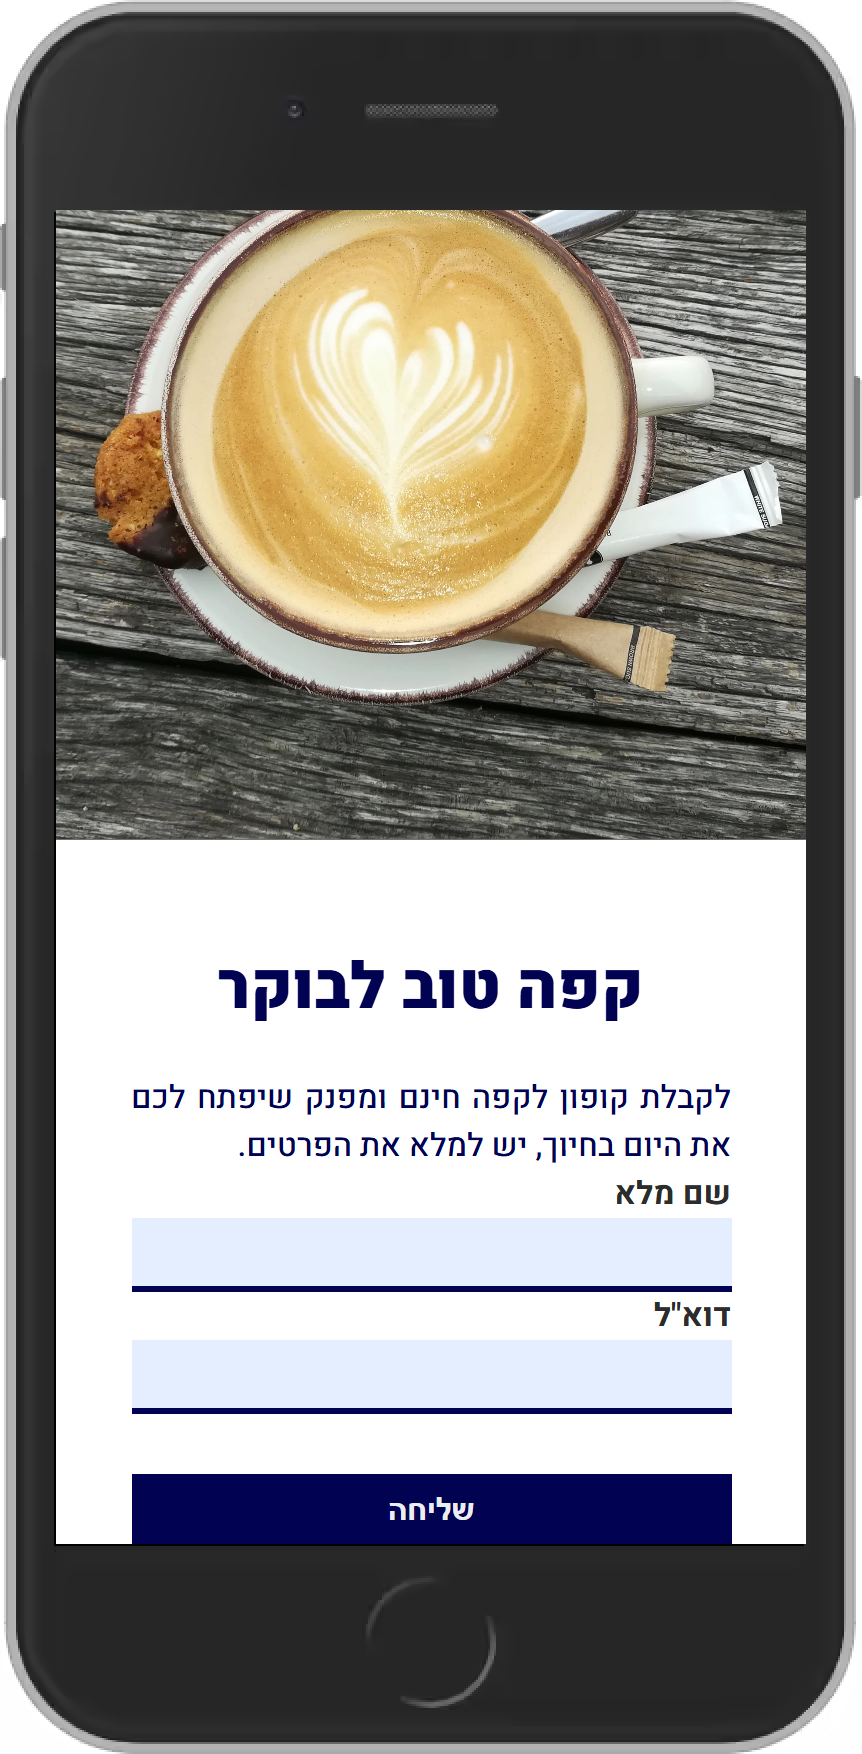 קפה טוב לבוקר
לקבלת קופון לקפה חינם ומפנק שיפתח לכם
את היום בחיוך, יש למלא את הפרטים.
שם מלא
דוא"ל
שליחה